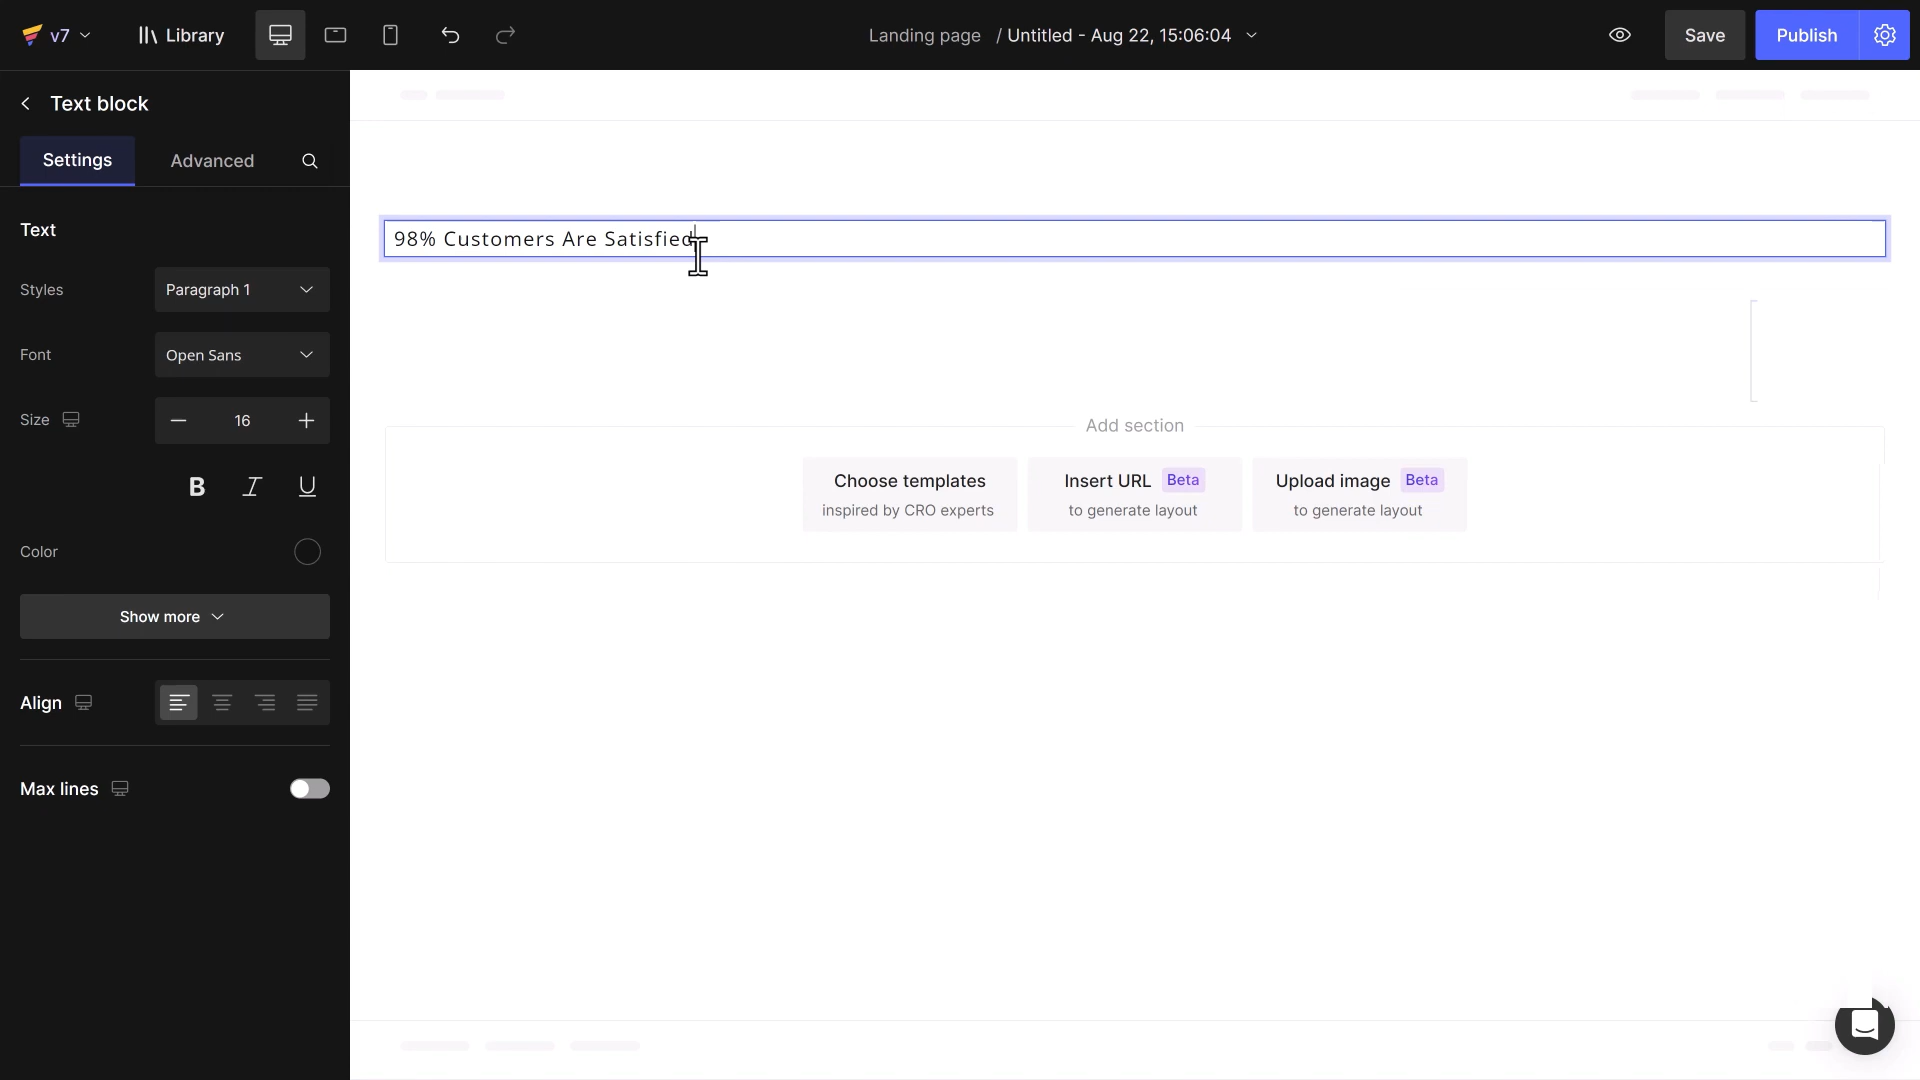 v7
Library
Landing page / Untitled - Aug 22, 15:06:04
Save
Publish
Text block
Settings
Advanced
Text
Styles
Paragraph 1
Font
Open Sans
Size
16
B
I
U
Color
Show more
Align
Max lines
98% Customers Are Satisfied
Add section
Choose templates
inspired by CRO experts
Insert URL Beta
to generate layout
Upload image Beta
to generate layout